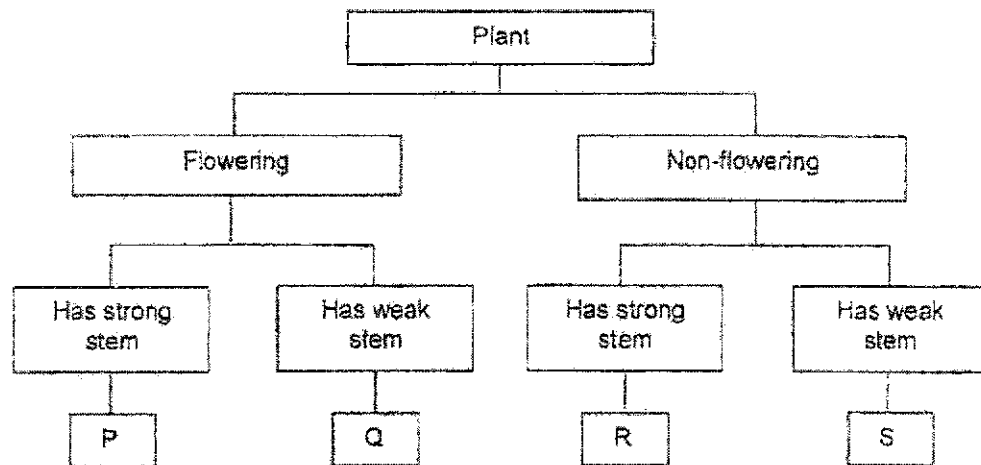 Plant
Flowering
Non-flowering
Has strong
stem
Has weak
stem
Has strong
stem
Has weak
stem
P
Q
R
S